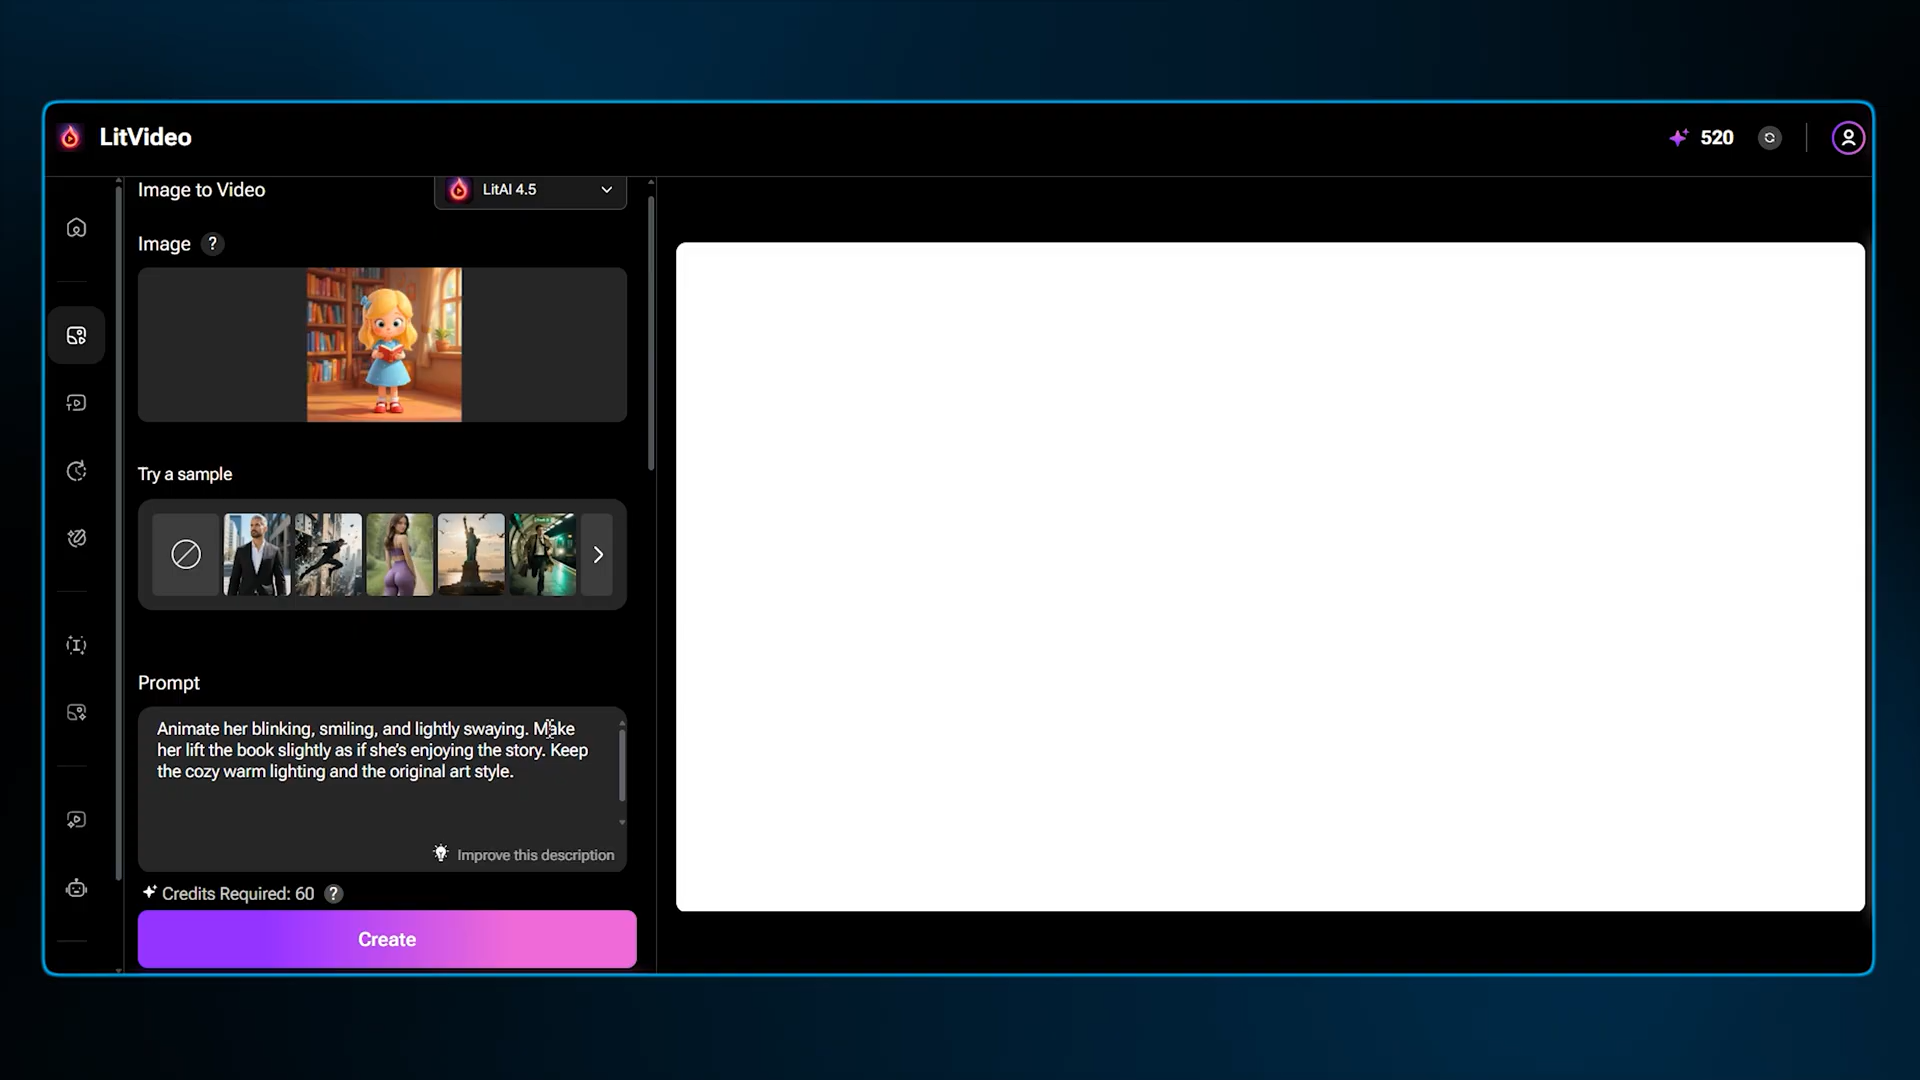 LitVideo
520
Image to Video
LitAI 4.5
Image ?
Try a sample
Prompt
Animate her blinking, smiling, and lightly swaying. Make
her lift the book slightly as if she's enjoying the story. Keep
the cozy warm lighting and the original art style.
Improve this description
Credits Required: 60 ?
Create